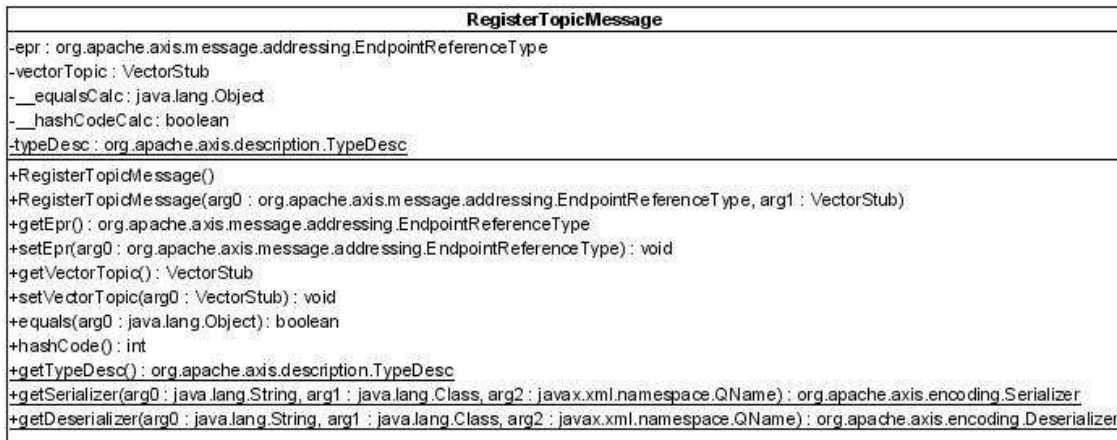 RegisterTopicMessage
-epr : org.apache.axis.message.addressing.EndpointReferenceType
-vectorTopic : VectorStub
-__equalsCalc : java.lang.Object
-__hashCodeCalc : boolean
-typeDesc : org.apache.axis.description.TypeDesc
+RegisterTopicMessage()
+RegisterTopicMessage(arg0 : org.apache.axis.message.addressing.EndpointReferenceType, arg1 : VectorStub)
+getEpr() : org.apache.axis.message.addressing.EndpointReferenceType
+setEpr(arg0 : org.apache.axis.message.addressing.EndpointReferenceType) : void
+getVectorTopic() : VectorStub
+setVectorTopic(arg0 : VectorStub) : void
+equals(arg0 : java.lang.Object) : boolean
+hashCode() : int
+getTypeDesc() : org.apache.axis.description.TypeDesc
+getSerializer(arg0 : java.lang.String, arg1 : java.lang.Class, arg2 : javax.xml.namespace.QName) : org.apache.axis.encoding.Serializer
+getDeserializer(arg0 : java.lang.String, arg1 : java.lang.Class, arg2 : javax.xml.namespace.QName) : org.apache.axis.encoding.Deserializer